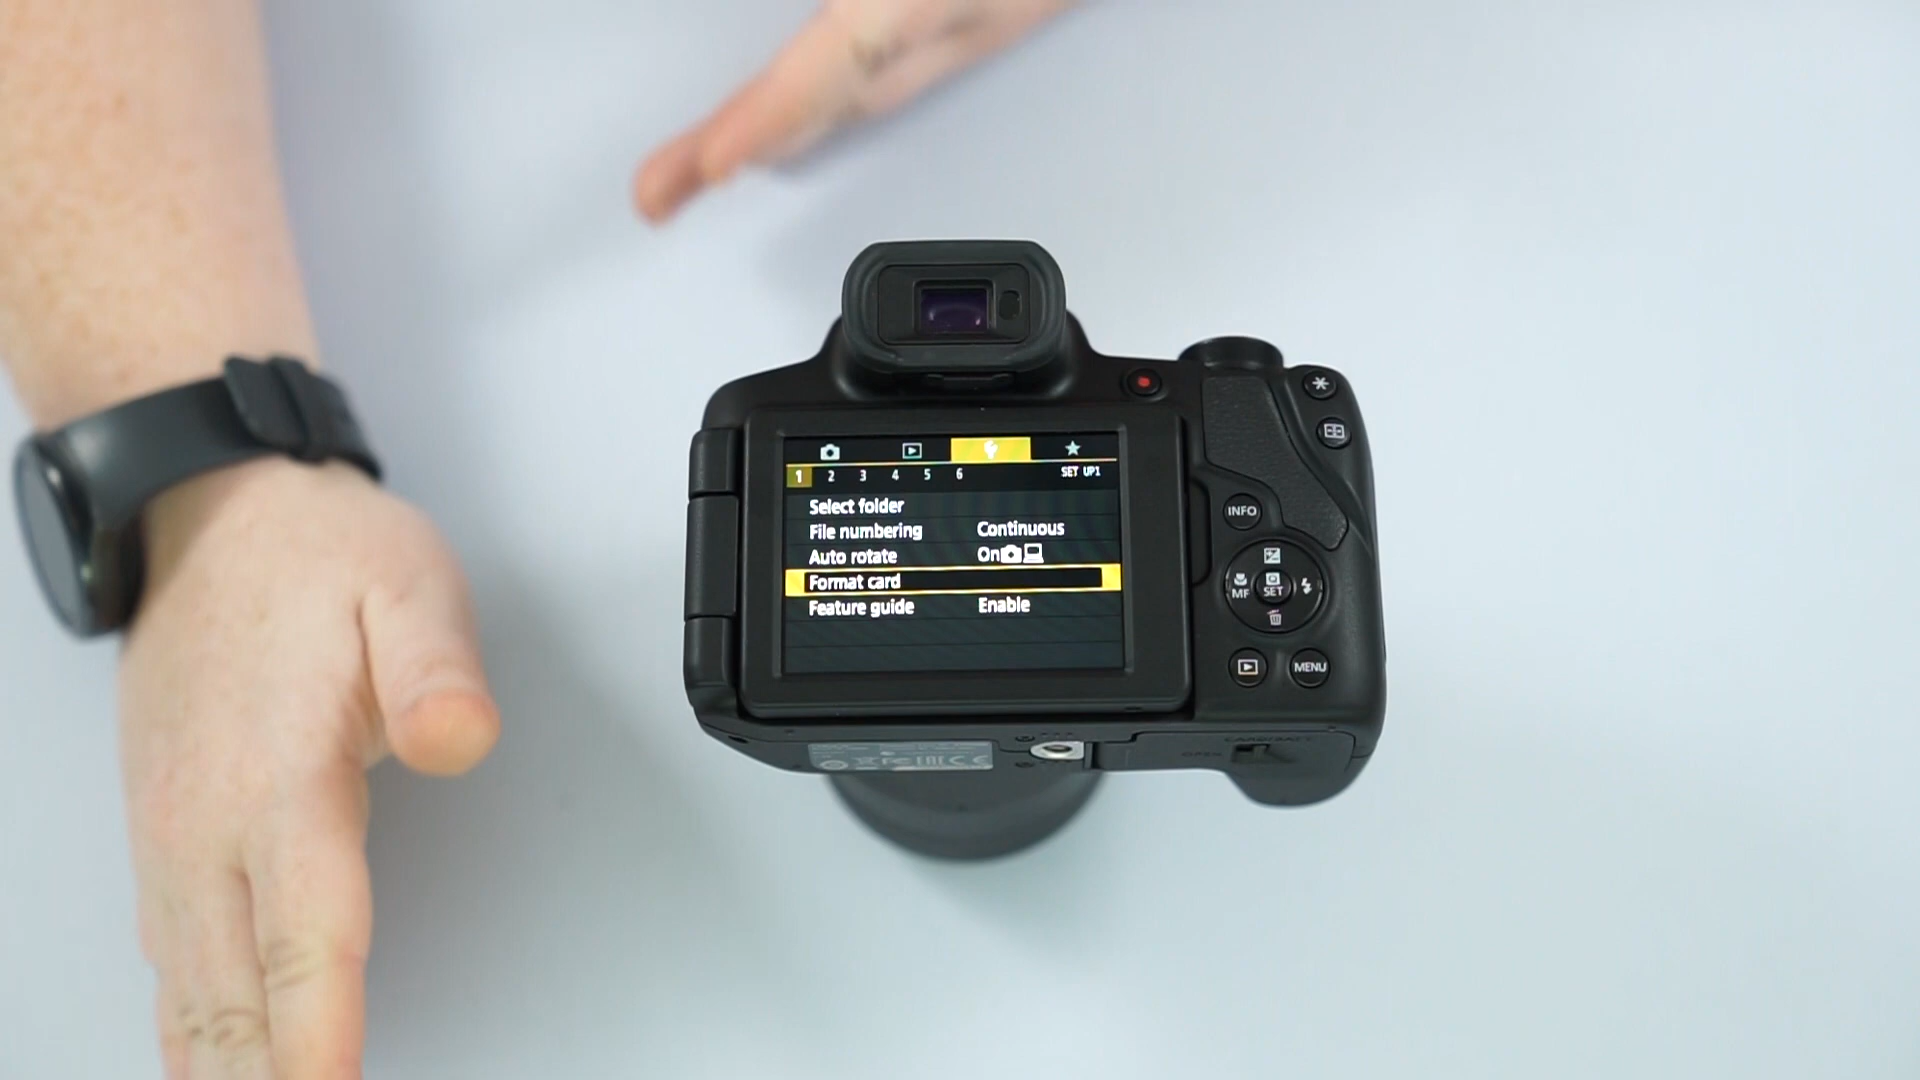 1 2 3 4 5 6 SET UP1
Select folder
File numbering Continuous
Auto rotate On
Format card
Feature guide Enable
INFO
MF SET
MENU